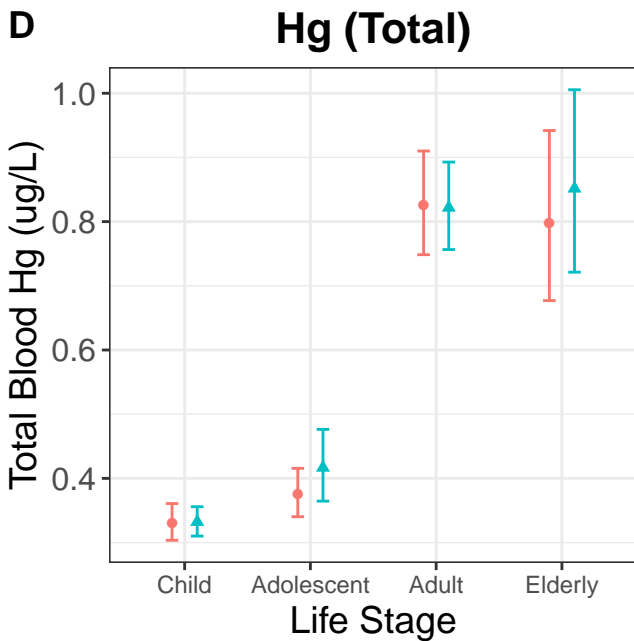 D
Hg (Total)
Total Blood Hg (ug/L)
1.0
0.8
0.6
0.4
Child Adolescent Adult Elderly
Life Stage